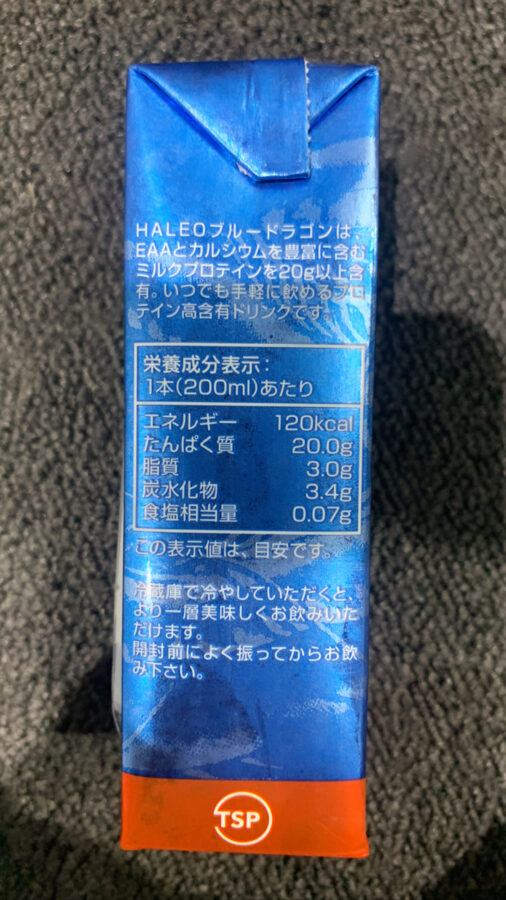 HALEOブルードラゴンは、
EAAとカルシウムを豊富に含む
ミルクプロテインを20g以上含
有。いつでも手軽に飲めるプロ
テイン高含有ドリンクです。
栄養成分表示：
1本(200ml)あたり
エネルギー 120kcal
たんぱく質 20.0g
脂質 3.0g
炭水化物 3.4g
食塩相当量 0.07g
この表示値は、目安です。
冷蔵庫で冷やしていただくと、
より一層美味しくお飲みいた
だけます。
開封前によく振ってからお飲
み下さい。
TSP